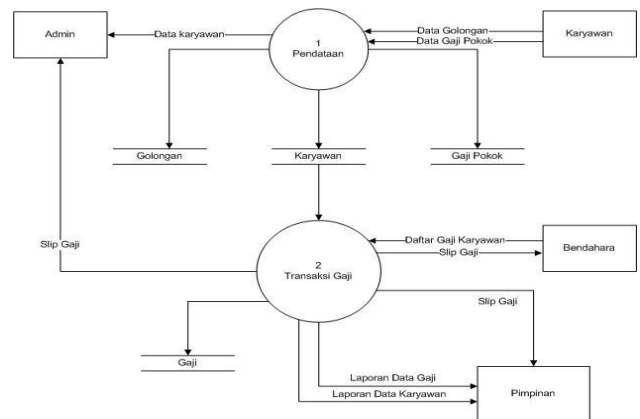 Admin
Data karyawan
1
Pendataan
Data Golongan
Data Gaji Pokok
Karyawan
Golongan
Karyawan
Gaji Pokok
Slip Gaji
2
Transaksi Gaji
Daftar Gaji Karyawan
Slip Gaji
Bendahara
Slip Gaji
Gaji
Laporan Data Gaji
Laporan Data Karyawan
Pimpinan